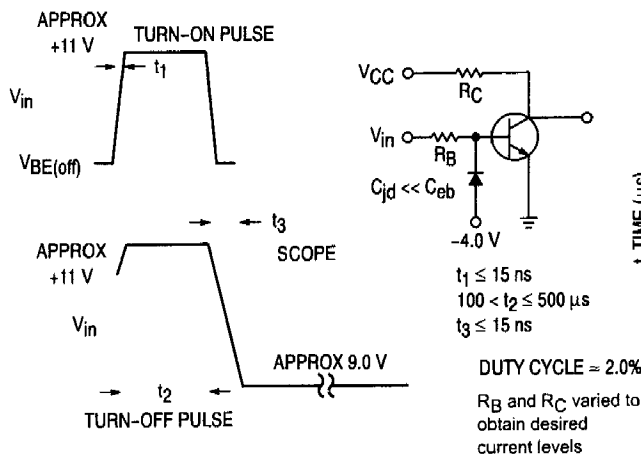 APPROX
+11 V
TURN-ON PULSE
t1
Vin
VBE(off)
t3
APPROX
+11 V
SCOPE
Vin
APPROX 9.0 V
t2
TURN-OFF PULSE
VCC
RC
Vin
RB
Cjd << Ceb
−4.0 V
t1 ≤ 15 ns
100 < t2 ≤ 500 μs
t3 ≤ 15 ns
DUTY CYCLE ≈ 2.0%
RB and RC varied to
obtain desired
current levels
t, TIME (μs)